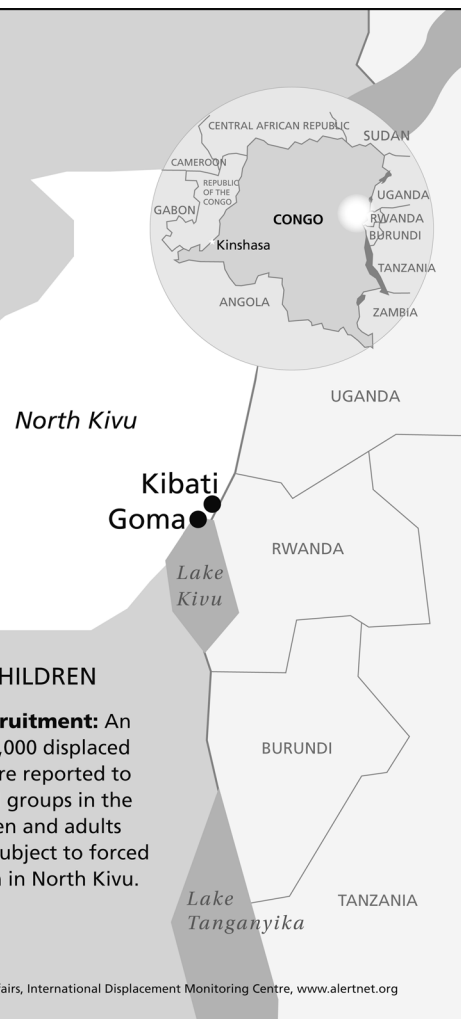 CENTRAL AFRICAN REPUBLIC
SUDAN
CAMEROON
REPUBLIC
OF THE
CONGO
UGANDA
GABON
CONGO
RWANDA
BURUNDI
Kinshasa
TANZANIA
ANGOLA
ZAMBIA
UGANDA
North Kivu
Kibati
Goma
RWANDA
Lake
Kivu
HILDREN
ruitment: An
,000 displaced
re reported to
groups in the
en and adults
ubject to forced
in North Kivu.
BURUNDI
Lake
Tanganyika
TANZANIA
fairs, International Displacement Monitoring Centre, www.alertnet.org